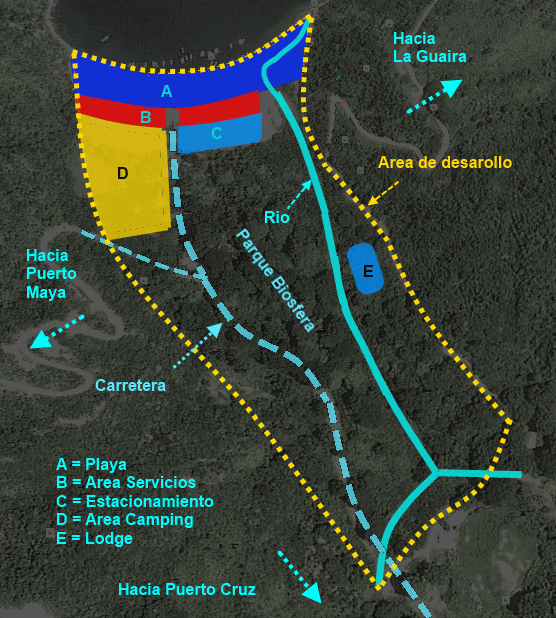 Hacia
La Guaira
A
B
C
D
Area de desarollo
Rio
Parque Biosfera
E
Hacia
Puerto
Maya
Carretera
A = Playa
B = Area Servicios
C = Estacionamiento
D = Area Camping
E = Lodge
Hacia Puerto Cruz